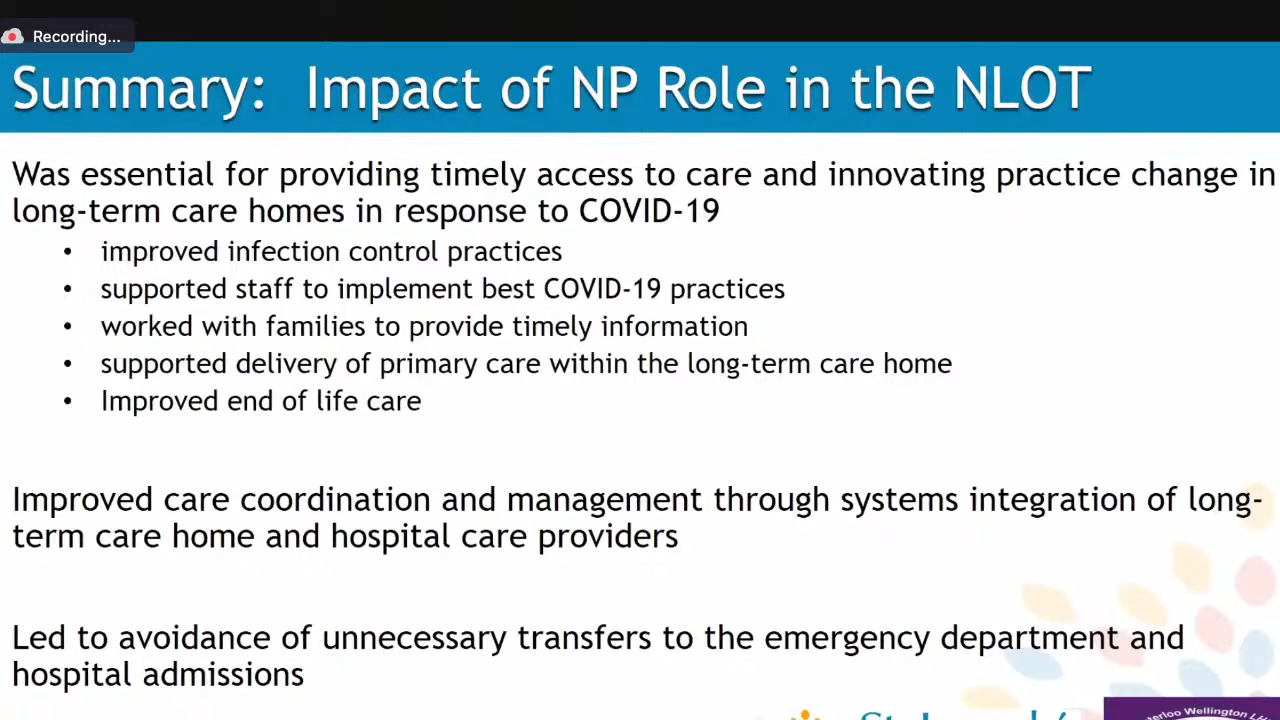 Recording...
Summary: Impact of NP Role in the NLOT
Was essential for providing timely access to care and innovating practice change in
long-term care homes in response to COVID-19
• improved infection control practices
• supported staff to implement best COVID-19 practices
• worked with families to provide timely information
• supported delivery of primary care within the long-term care home
• Improved end of life care
Improved care coordination and management through systems integration of long-
term care home and hospital care providers
Led to avoidance of unnecessary transfers to the emergency department and
hospital admissions
Wellington